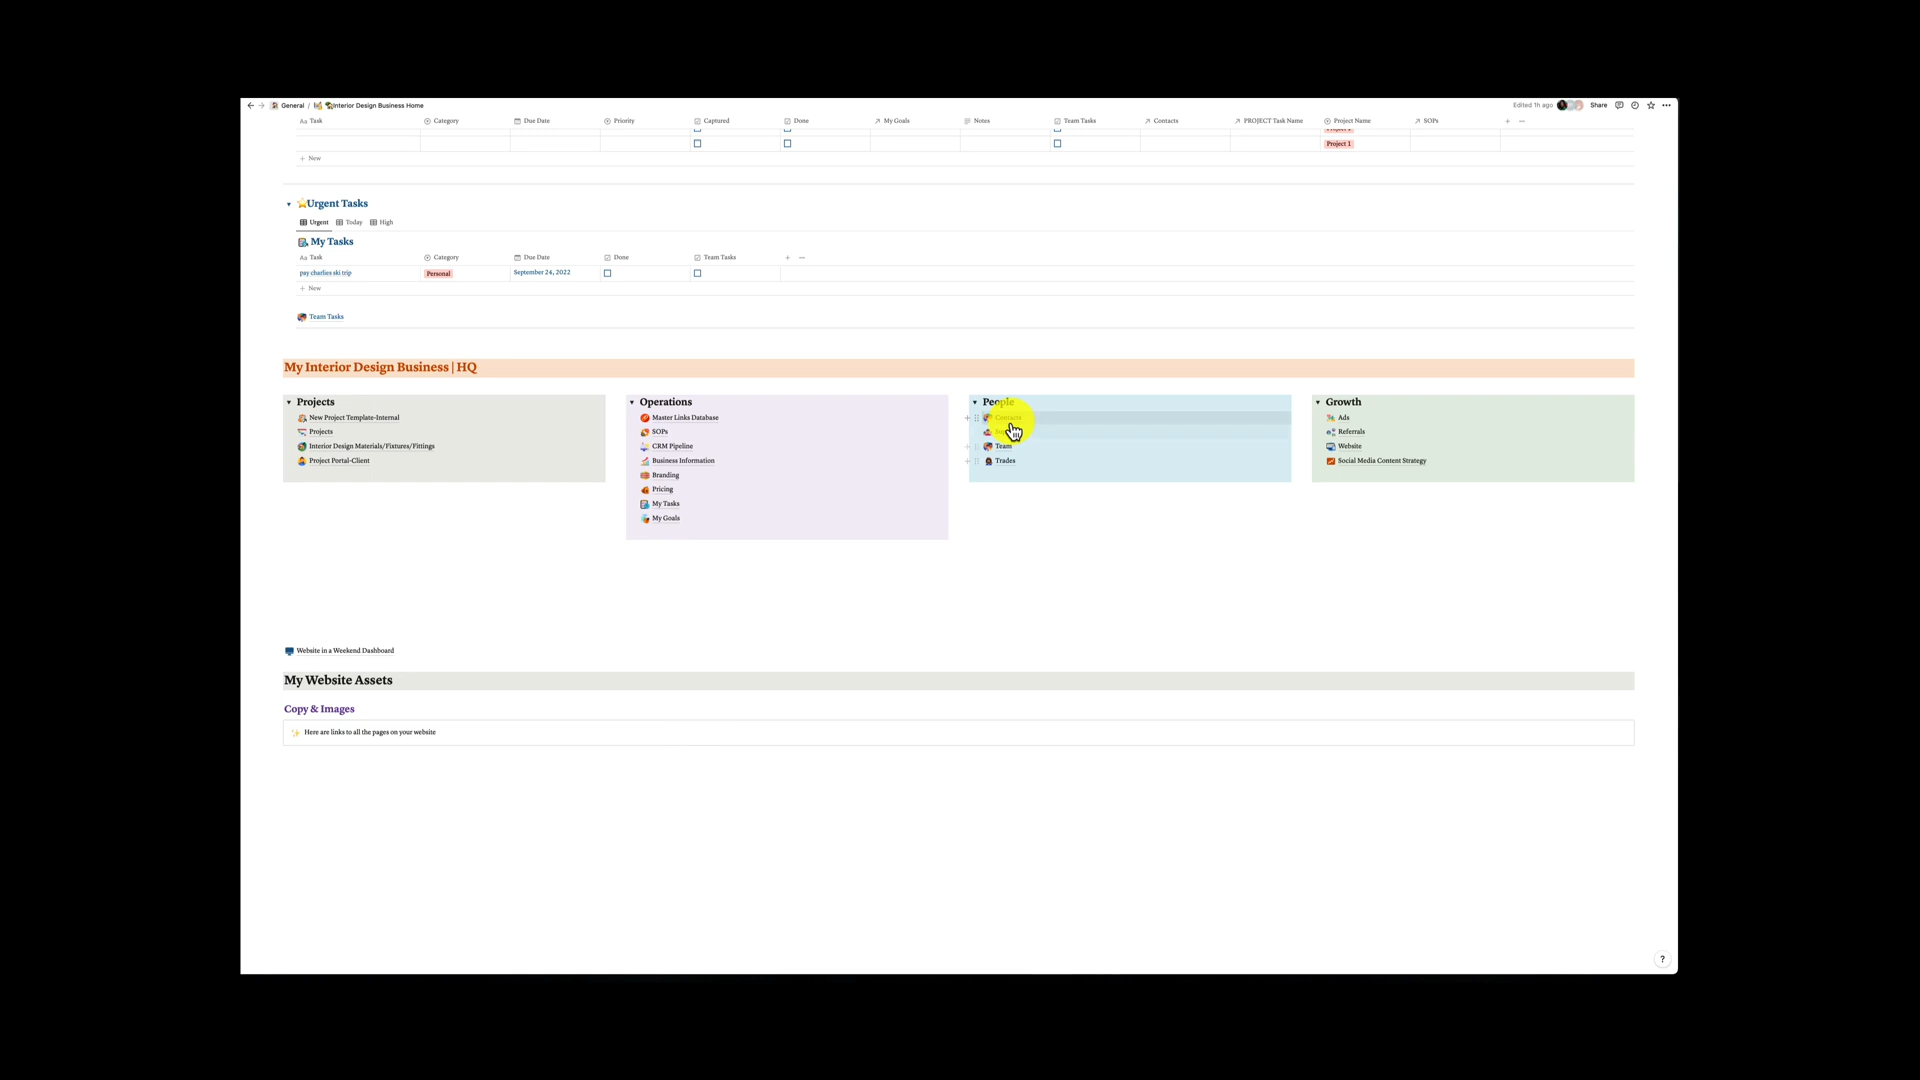 General / Interior Design Business Home
Edited 1h ago Share
Aa Task Category Due Date Priority Captured Done My Goals Notes Team Tasks Contacts PROJECT Task Name Project Name SOPs
Project 1
+ New
Urgent Tasks
Urgent Today High
My Tasks
Aa Task Category Due Date Done Team Tasks
pay charlies ski trip Personal September 24, 2022
+ New
Team Tasks
My Interior Design Business | HQ
Projects
New Project Template-Internal
Projects
Interior Design Materials/Fixtures/Fittings
Project Portal-Client
Operations
Master Links Database
SOPs
CRM Pipeline
Business Information
Branding
Pricing
My Tasks
My Goals
People
Contacts
Team
Trades
Growth
Ads
Referrals
Website
Social Media Content Strategy
Website in a Weekend Dashboard
My Website Assets
Copy & Images
Here are links to all the pages on your website
?